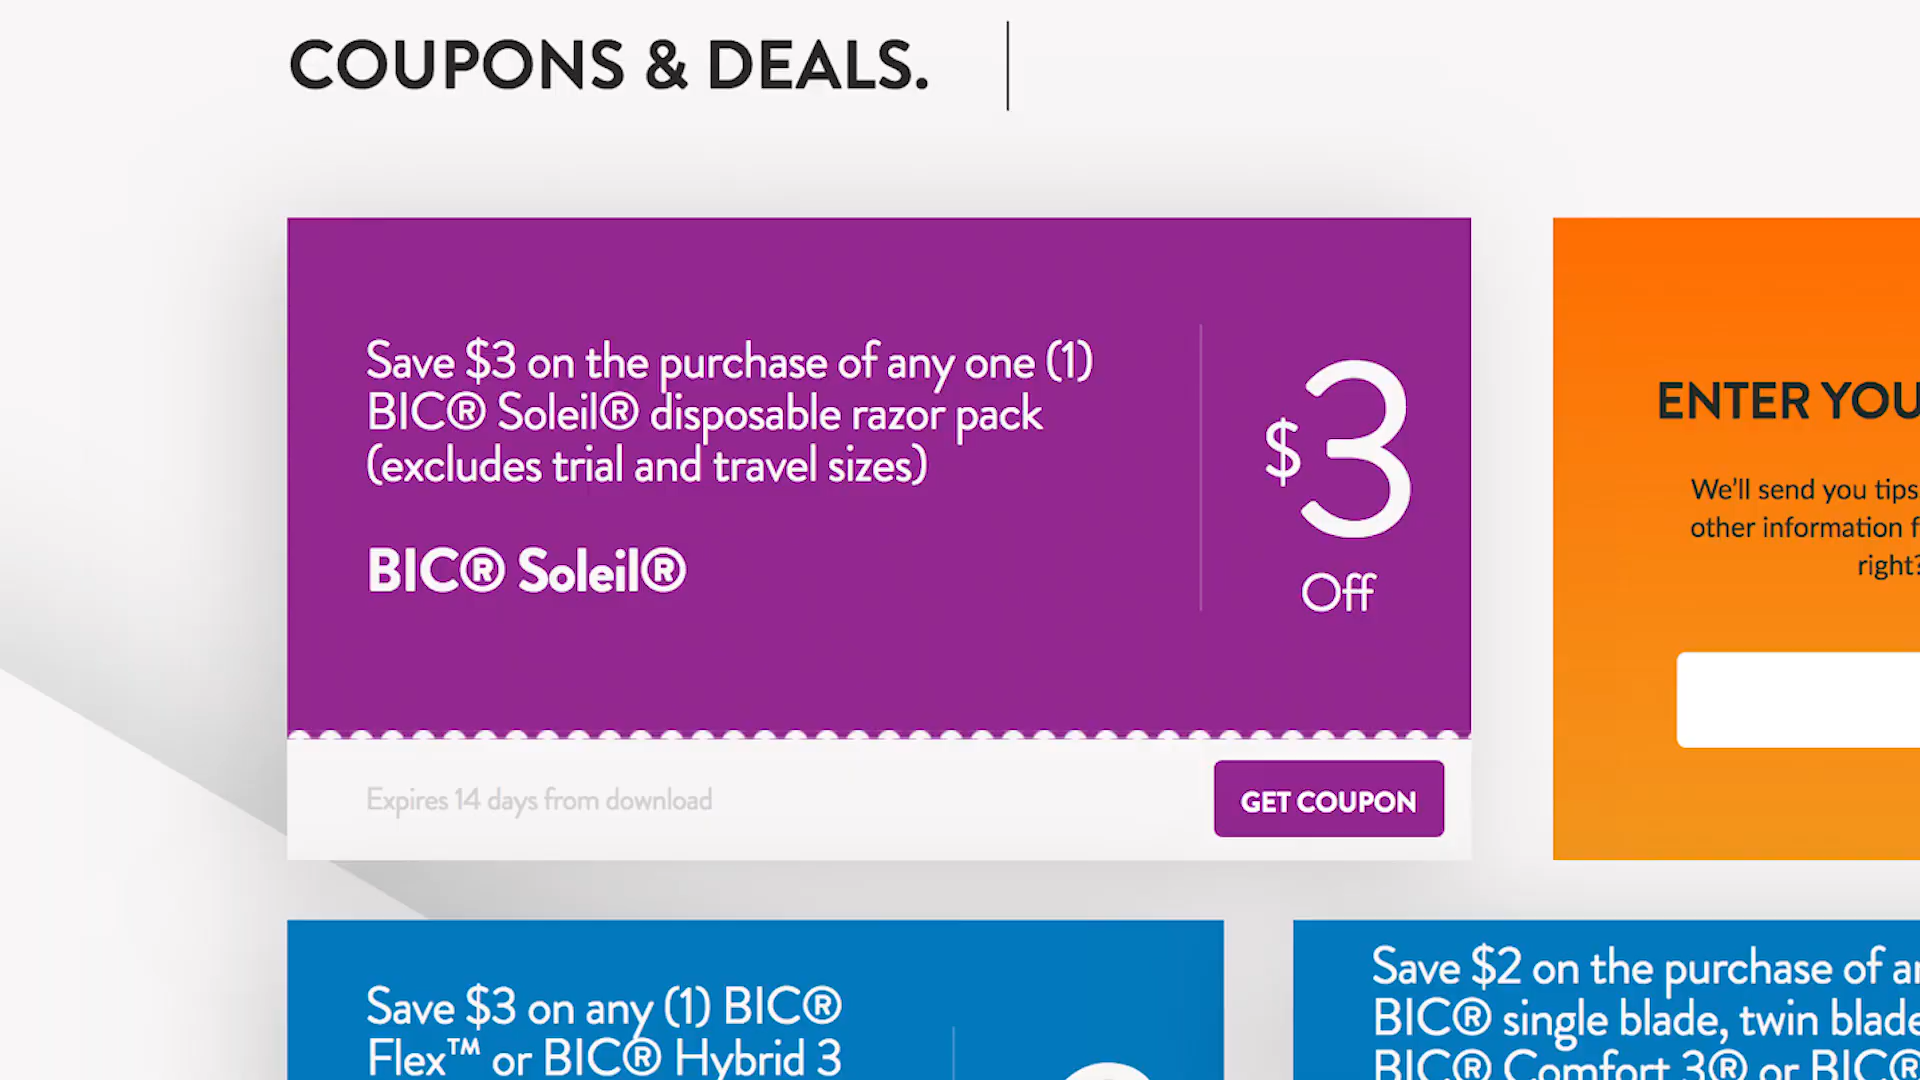 COUPONS & DEALS.
Save $3 on the purchase of any one (1)
BIC® Soleil® disposable razor pack
(excludes trial and travel sizes)
BIC® Soleil®
$3
Off
Expires 14 days from download
GET COUPON
ENTER YOU
We'll send you tips
other information f
right?
Save $3 on any (1) BIC®
Flex™ or BIC® Hybrid 3
Save $2 on the purchase of
BIC® single blade, twin blade
BIC® Comfort 3® or BIC®